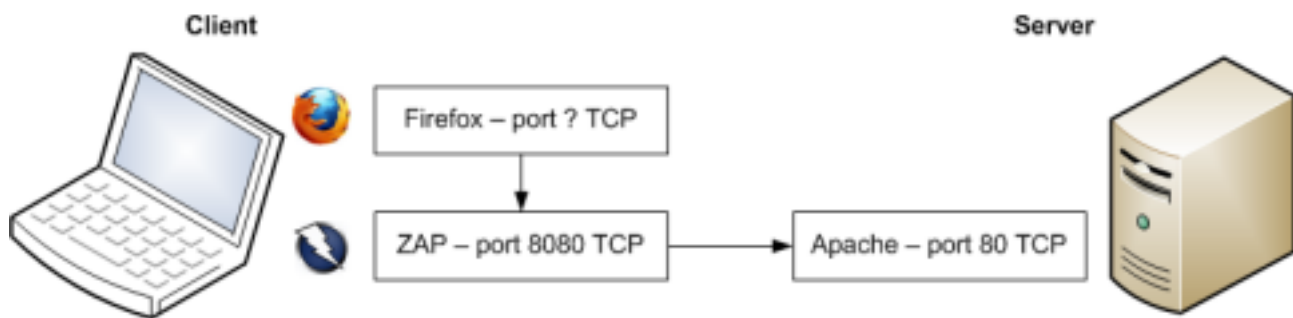 Client
Server
Firefox – port ? TCP
ZAP – port 8080 TCP
Apache – port 80 TCP